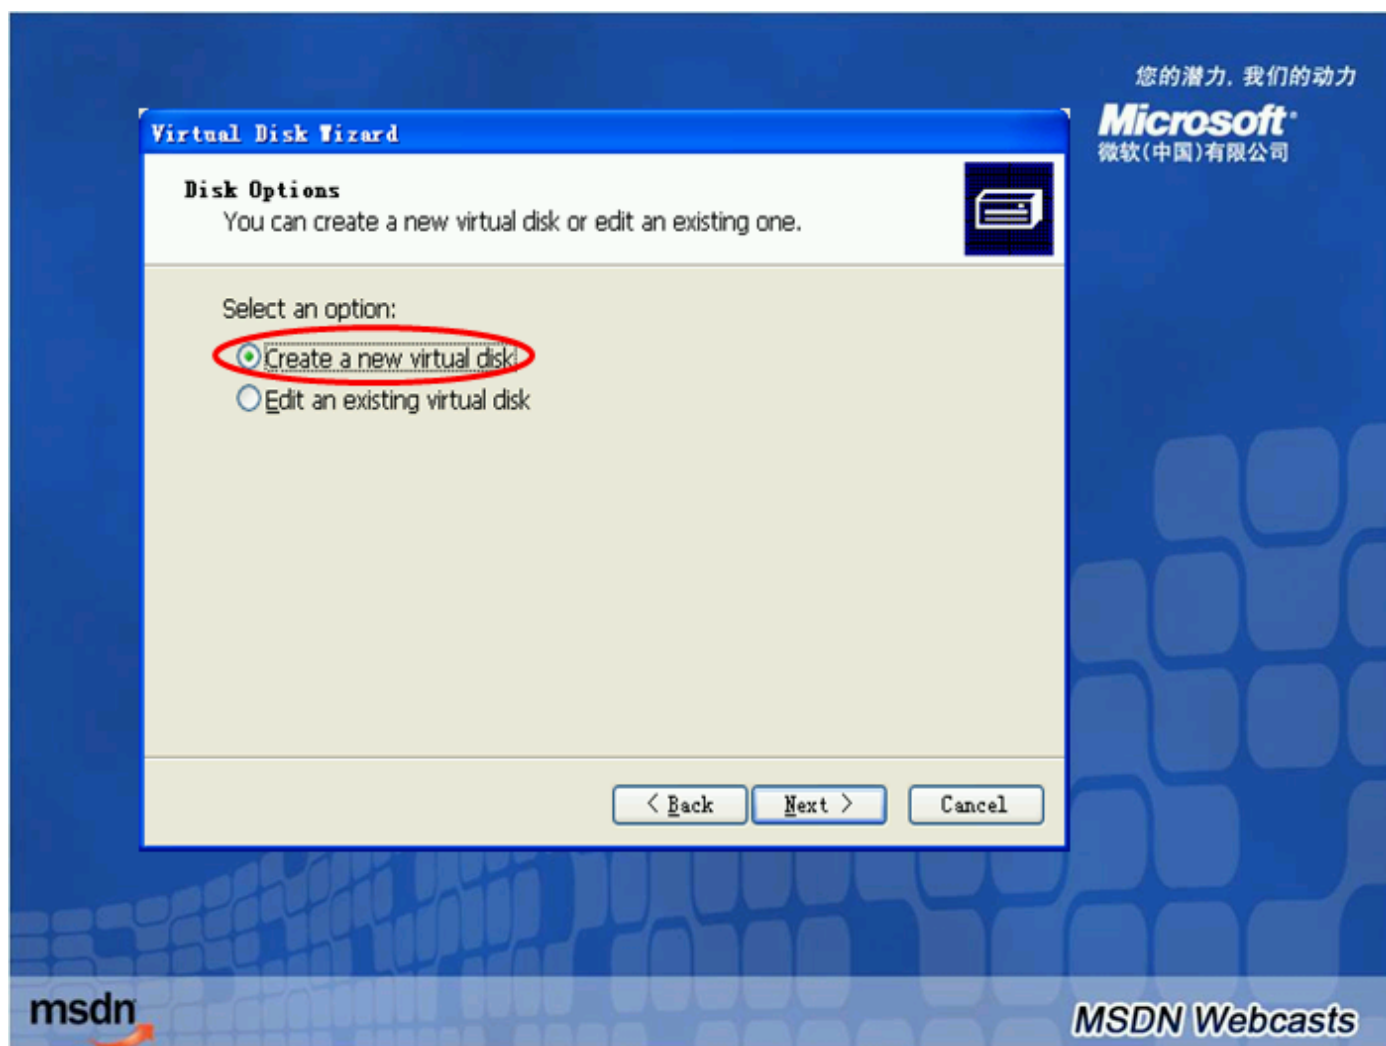 您的潜力, 我们的动力
Microsoft
微软(中国)有限公司
Virtual Disk Wizard
Disk Options
You can create a new virtual disk or edit an existing one.
Select an option:
Create a new virtual disk
Edit an existing virtual disk
< Back Next > Cancel
msdn
MSDN Webcasts